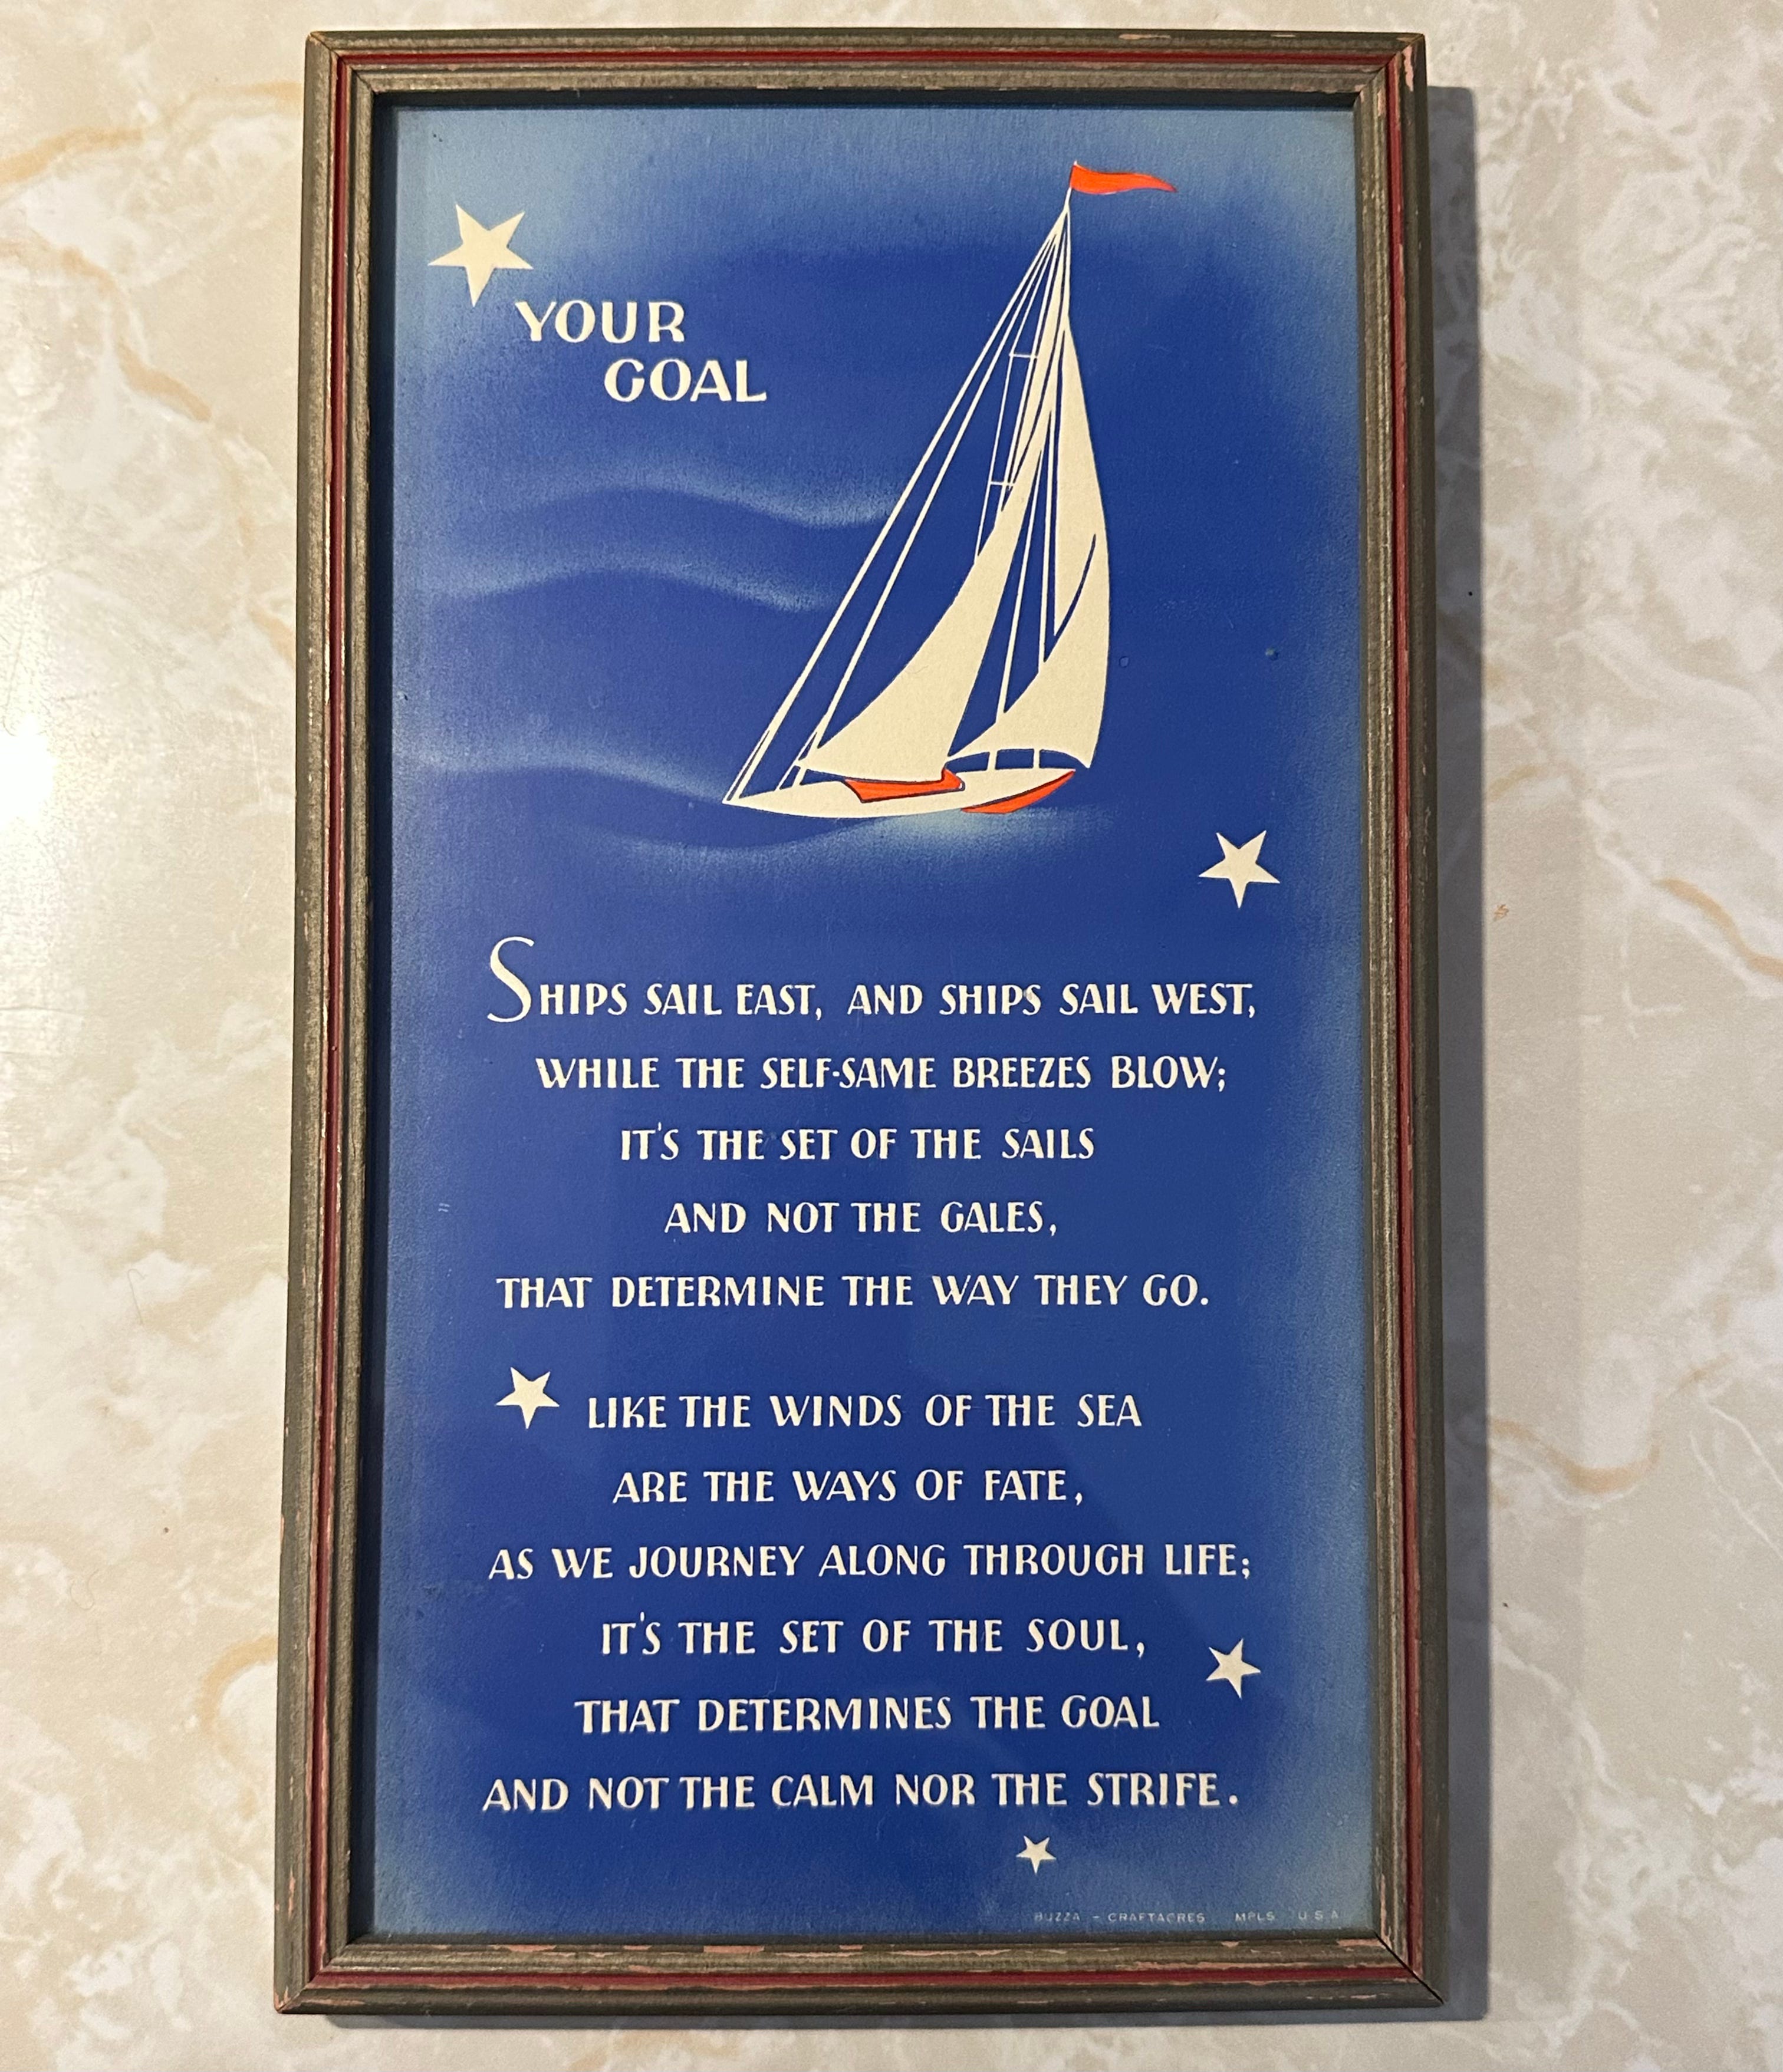 YOUR
GOAL
SHIPS SAIL EAST, AND SHIPS SAIL WEST,
WHILE THE SELF-SAME BREEZES BLOW;
IT'S THE SET OF THE SAILS
AND NOT THE GALES,
THAT DETERMINE THE WAY THEY GO.
LIKE THE WINDS OF THE SEA
ARE THE WAYS OF FATE,
AS WE JOURNEY ALONG THROUGH LIFE;
IT'S THE SET OF THE SOUL,
THAT DETERMINES THE GOAL
AND NOT THE CALM NOR THE STRIFE.
BUZZA - CRAFTACRES MPLS U.S.A.